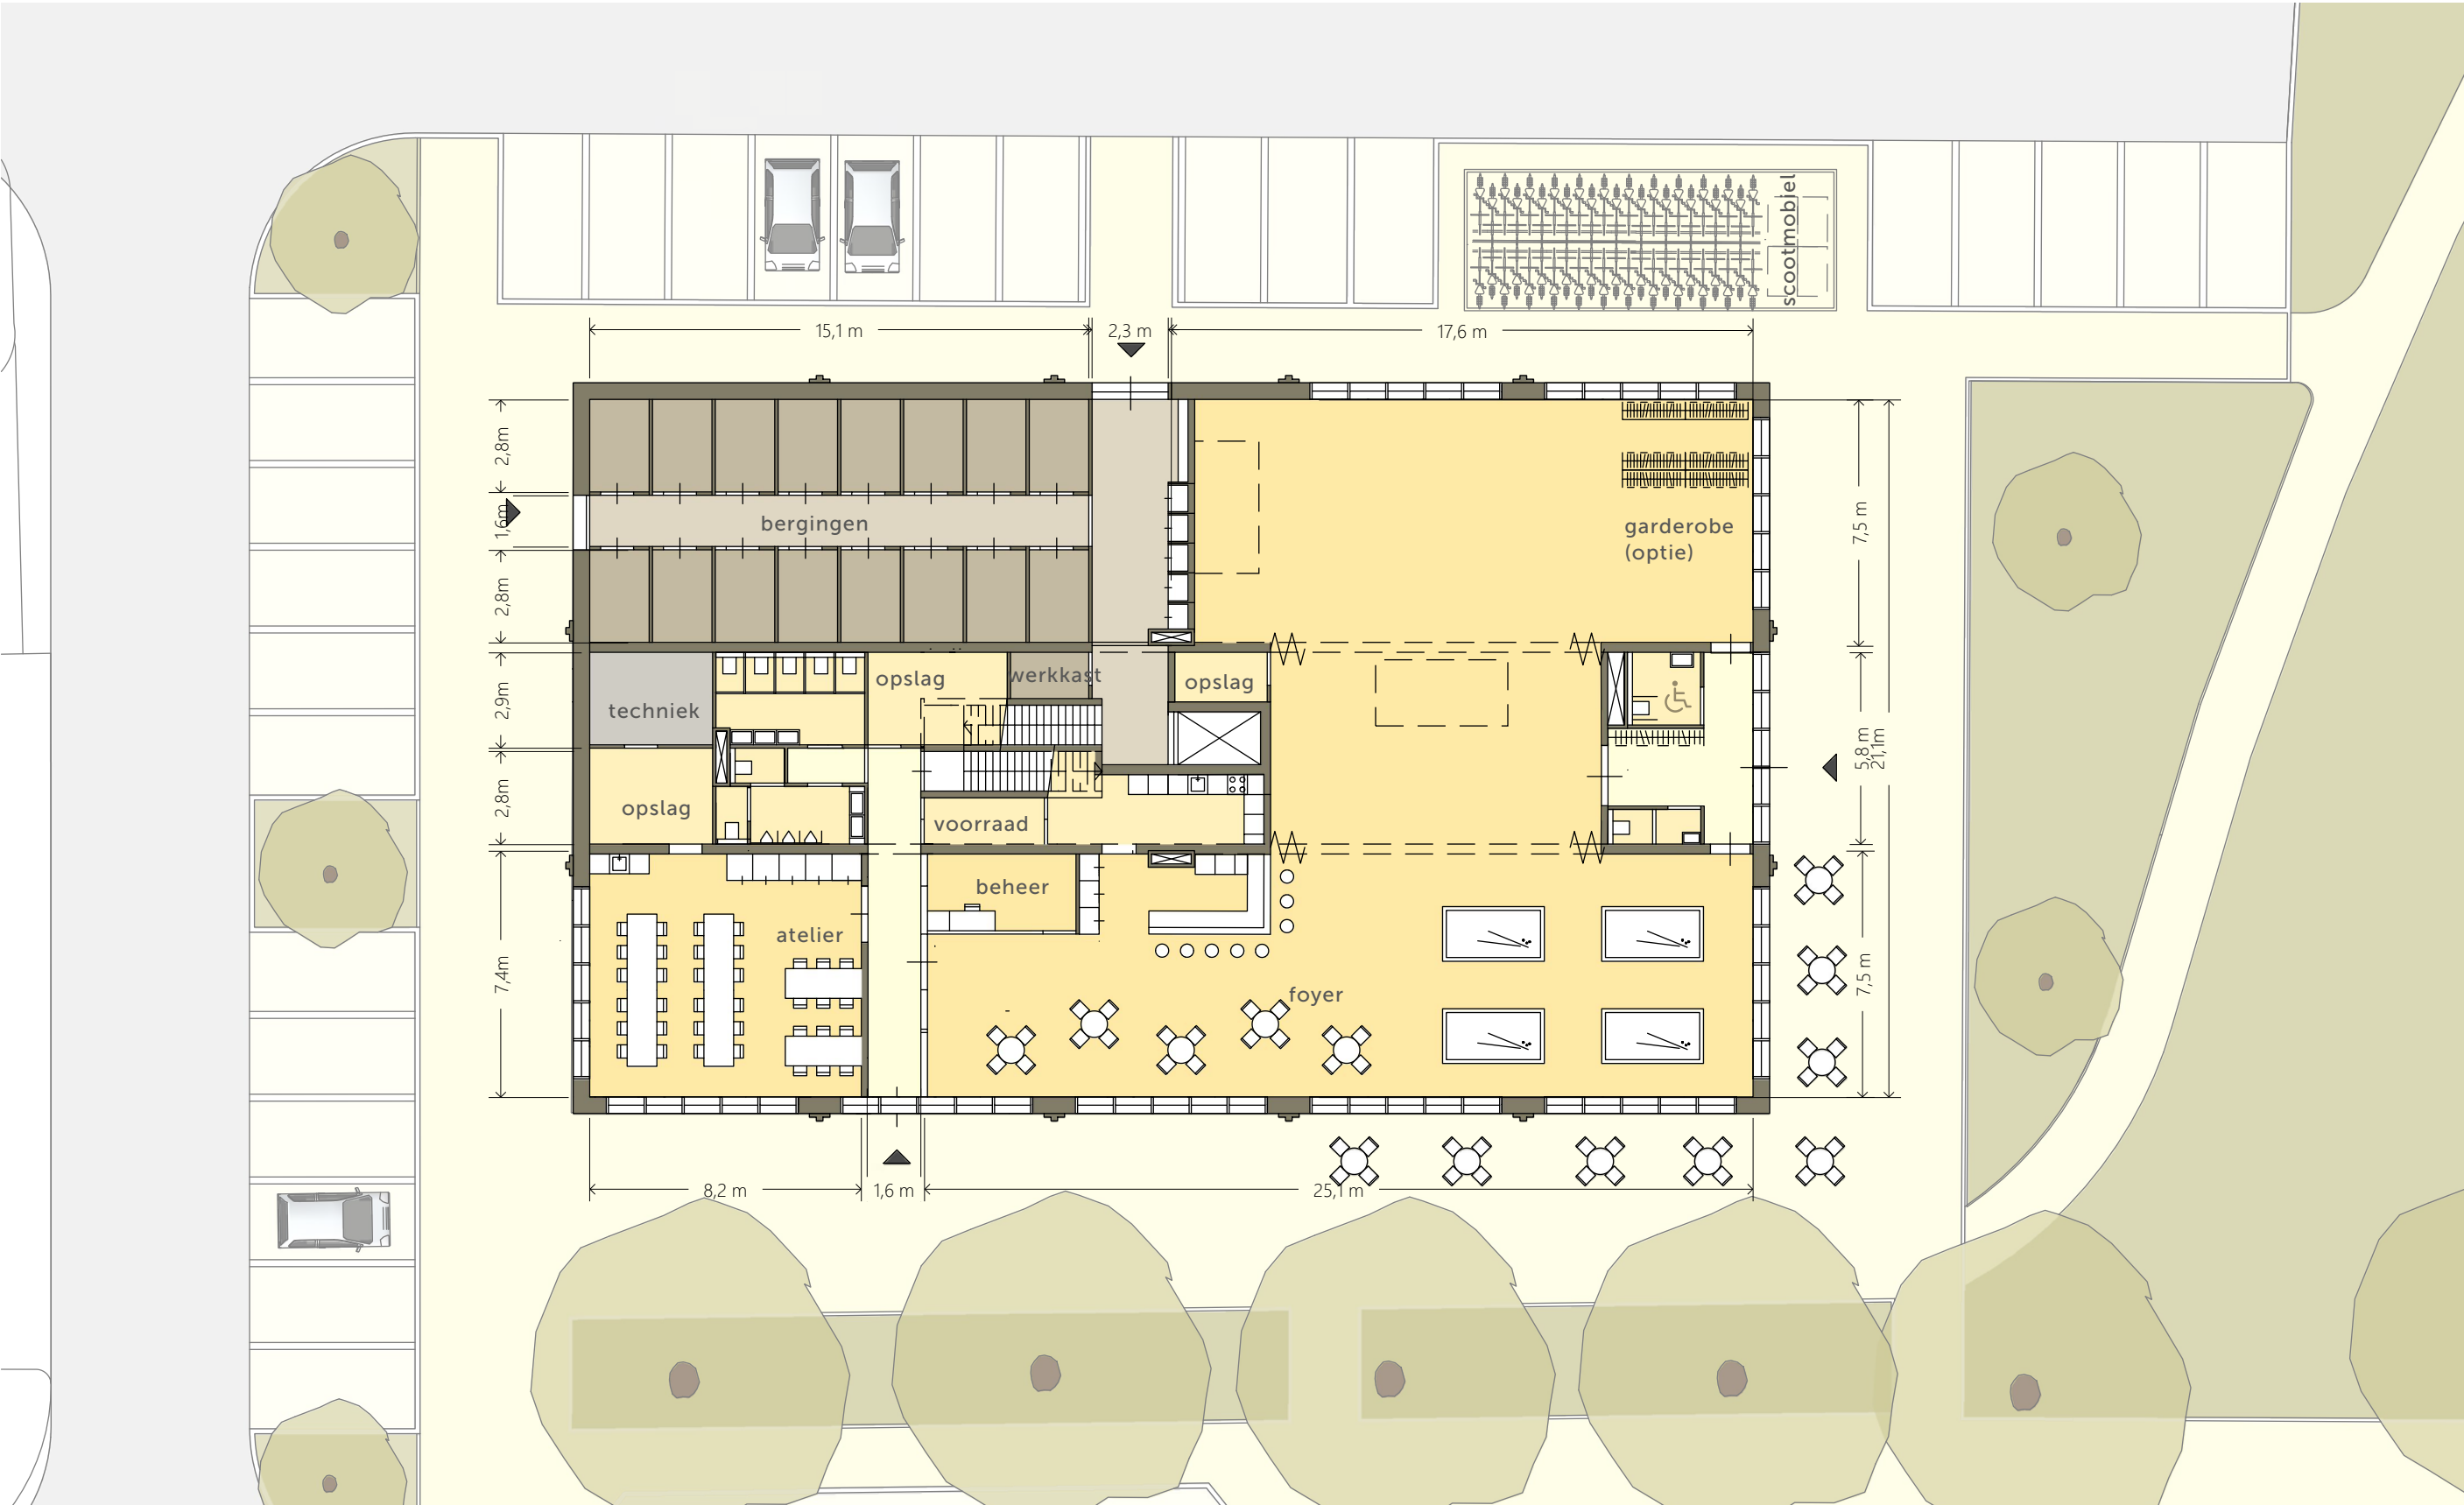 scootmobiel
15,1 m
2,3 m
17,6 m
2,8m
1,6m
2,8m
2,9m
2,8m
7,4m
bergingen
garderobe
(optie)
7,5 m
5,8 m
21,1m
7,5 m
techniek
opslag
werkkast
opslag
opslag
voorraad
beheer
atelier
foyer
8,2 m
1,6 m
25,1 m